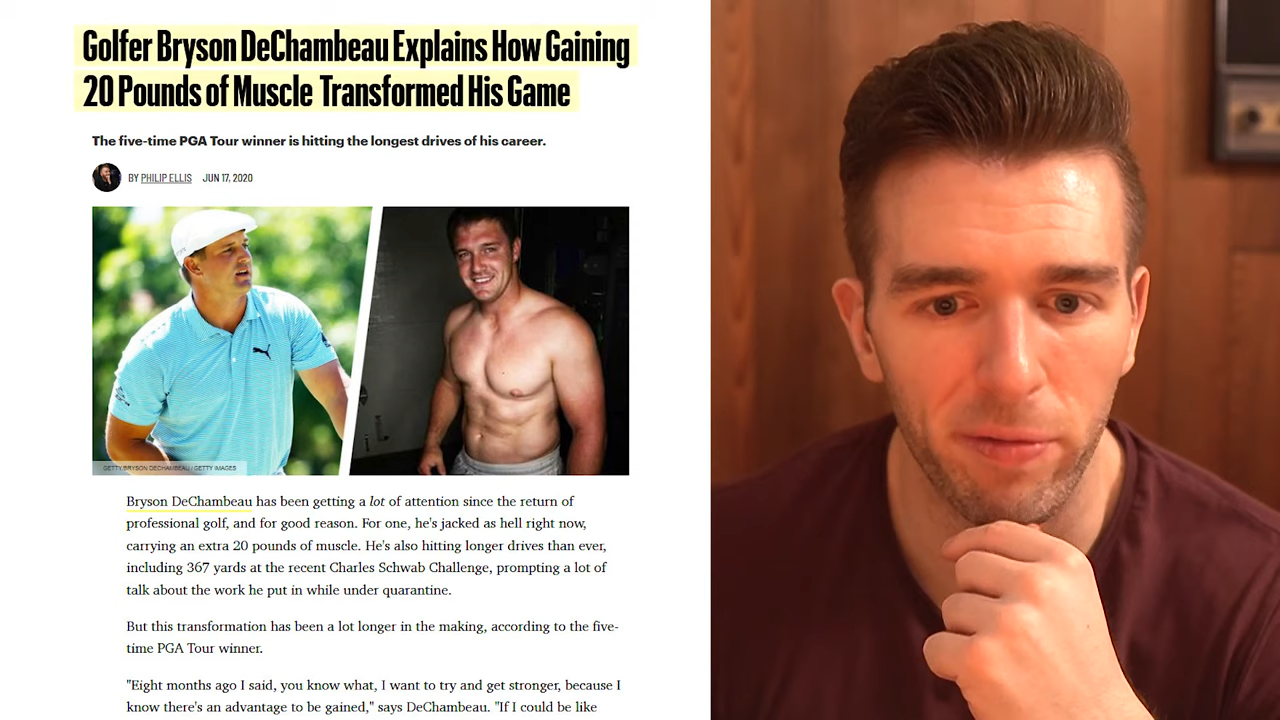 Golfer Bryson DeChambeau Explains How Gaining
20 Pounds of Muscle Transformed His Game
The five-time PGA Tour winner is hitting the longest drives of his career.
BY PHILIP ELLIS JUN 17, 2020
GETTY/BRYSON DECHAMBEAU / GETTY IMAGES
Bryson DeChambeau has been getting a lot of attention since the return of
professional golf, and for good reason. For one, he's jacked as hell right now,
carrying an extra 20 pounds of muscle. He's also hitting longer drives than ever,
including 367 yards at the recent Charles Schwab Challenge, prompting a lot of
talk about the work he put in while under quarantine.
But this transformation has been a lot longer in the making, according to the five-
time PGA Tour winner.
"Eight months ago I said, you know what, I want to try and get stronger, because I
know there's an advantage to be gained," says DeChambeau. "If I could be like